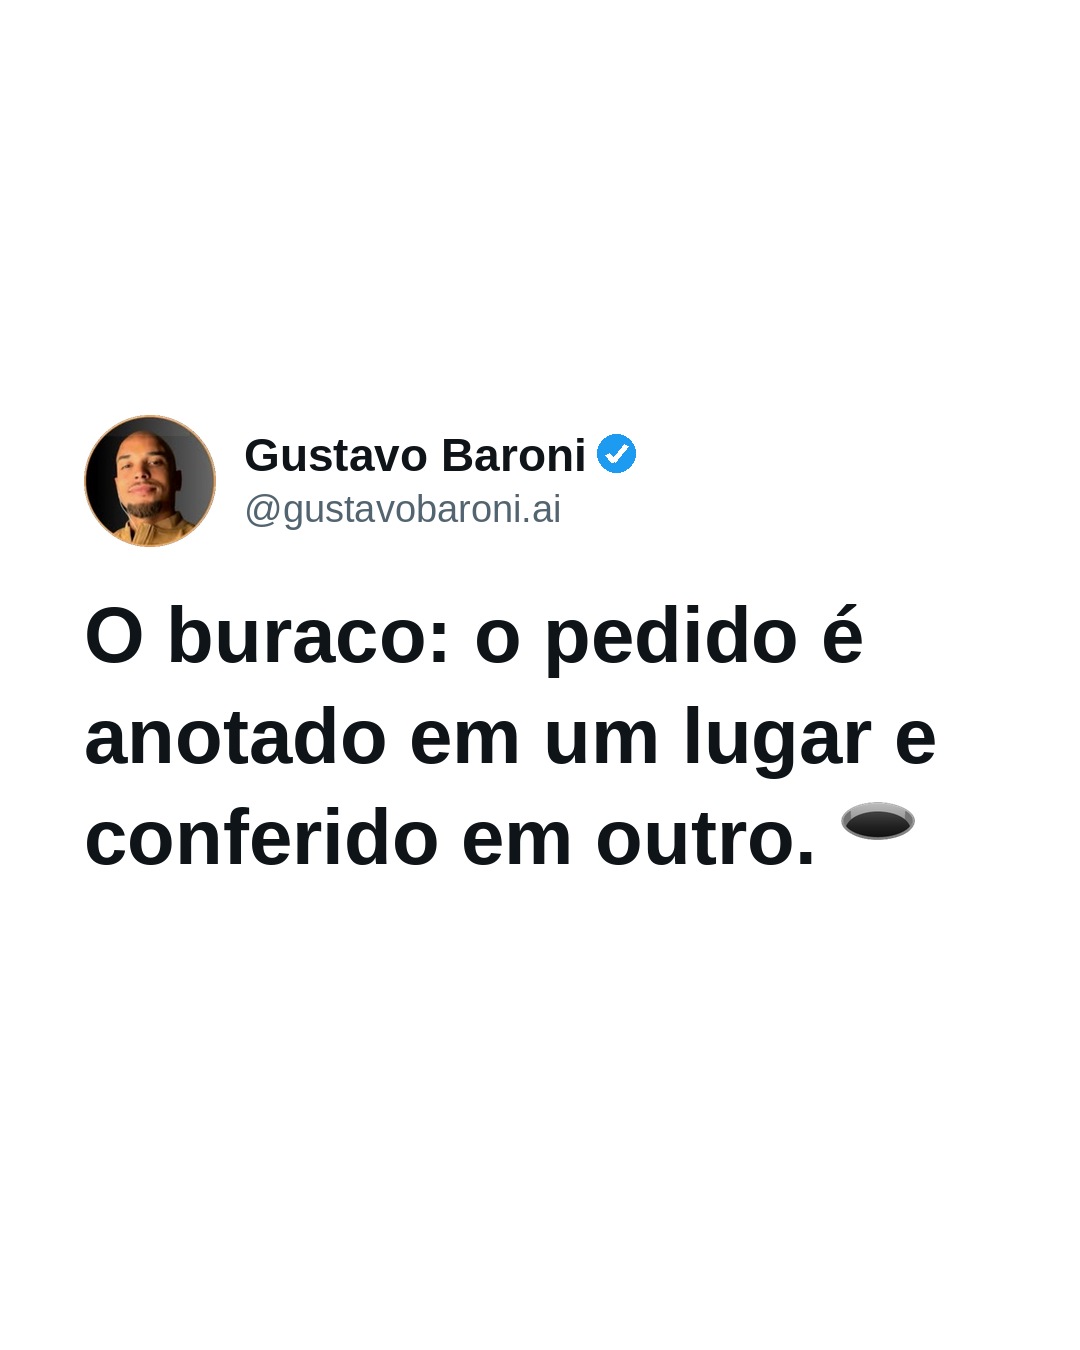 Gustavo Baroni
@gustavobaroni.ai
O buraco: o pedido é
anotado em um lugar e
conferido em outro. 🕳️